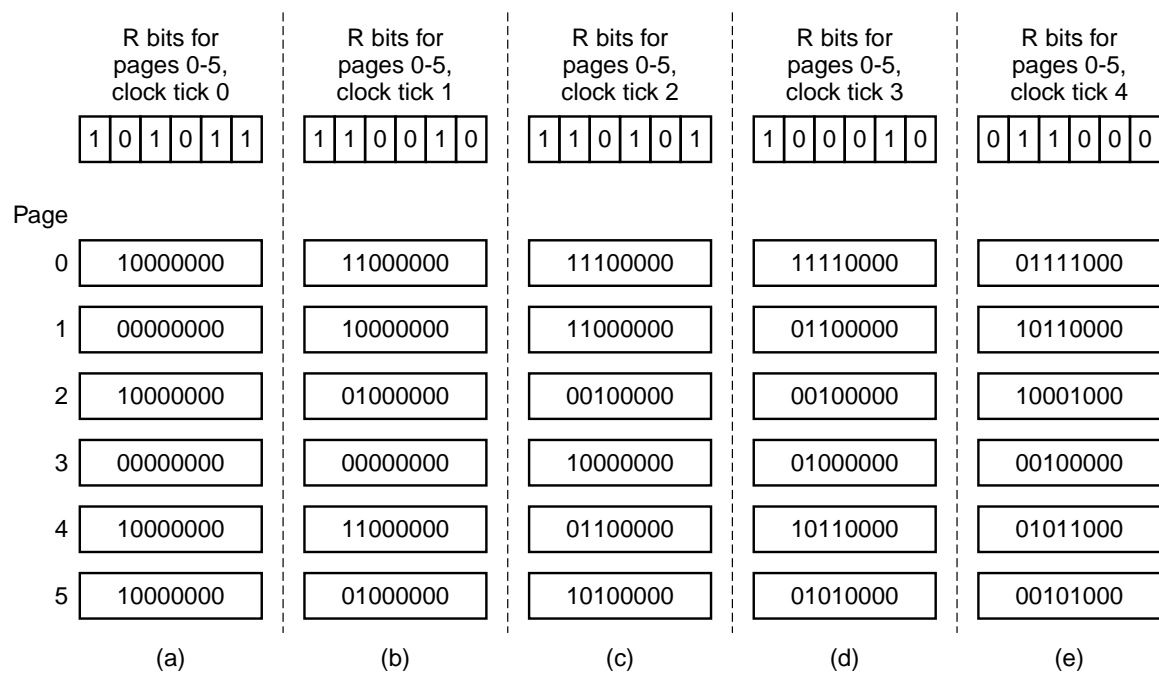 R bits for pages 0-5, clock tick 0
R bits for pages 0-5, clock tick 1
R bits for pages 0-5, clock tick 2
R bits for pages 0-5, clock tick 3
R bits for pages 0-5, clock tick 4
1 0 1 0 1 1 1 1 0 0 1 0 1 1 0 1 0 1 1 0 0 0 1 0 0 1 1 0 0 0
Page
0 10000000 11000000 11100000 11110000 01111000
1 00000000 10000000 11000000 01100000 10110000
2 10000000 01000000 00100000 00100000 10001000
3 00000000 00000000 10000000 01000000 00100000
4 10000000 11000000 01100000 10110000 01011000
5 10000000 01000000 10100000 01010000 00101000
(a) (b) (c) (d) (e)